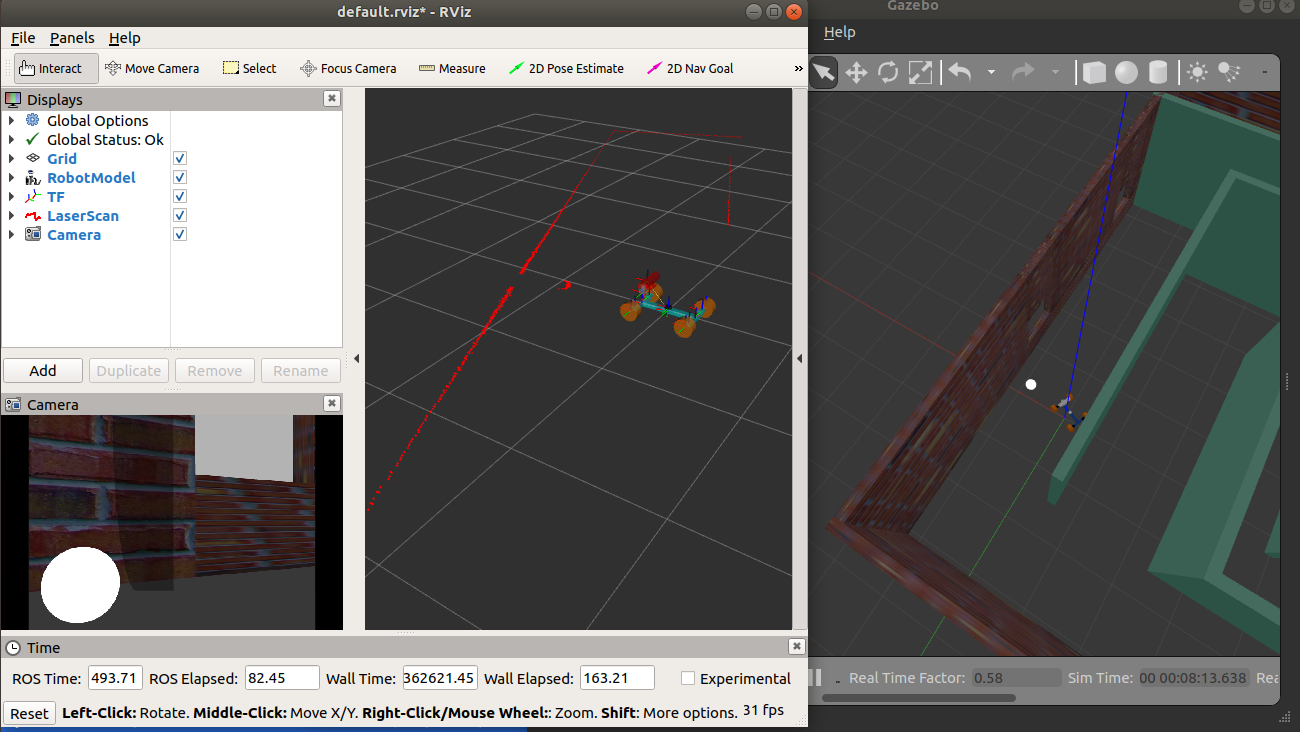 default.rviz* - RViz
File Panels Help
Interact Move Camera Select Focus Camera Measure 2D Pose Estimate 2D Nav Goal »
Displays
Global Options
Global Status: Ok
Grid
RobotModel
TF
LaserScan
Camera
Add Duplicate Remove Rename
Camera
Time
ROS Time: 493.71 ROS Elapsed: 82.45 Wall Time: 362621.45 Wall Elapsed: 163.21 Experimental
Reset Left-Click: Rotate. Middle-Click: Move X/Y. Right-Click/Mouse Wheel:: Zoom. Shift: More options. 31 fps
Gazebo
Help
Real Time Factor: 0.58 Sim Time: 00 00:08:13.638 Rea